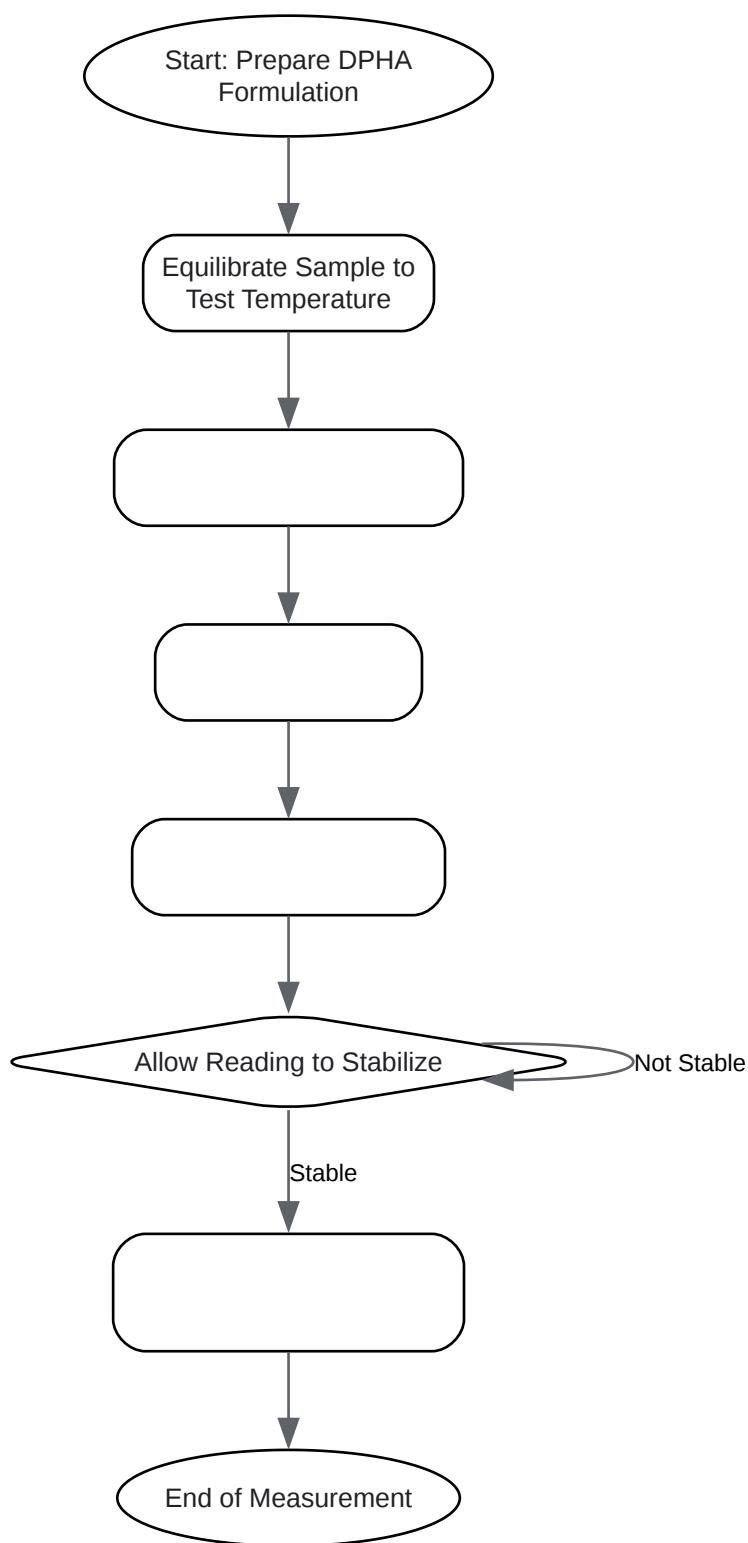 Start: Prepare DPHA
Formulation
Equilibrate Sample to
Test Temperature
Allow Reading to Stabilize
Not Stable
Stable
End of Measurement